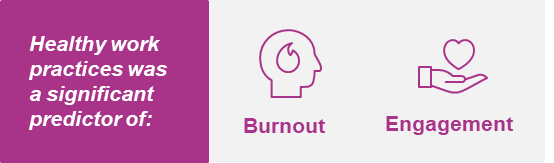 Healthy work
practices was
a significant
predictor of:
Burnout
Engagement